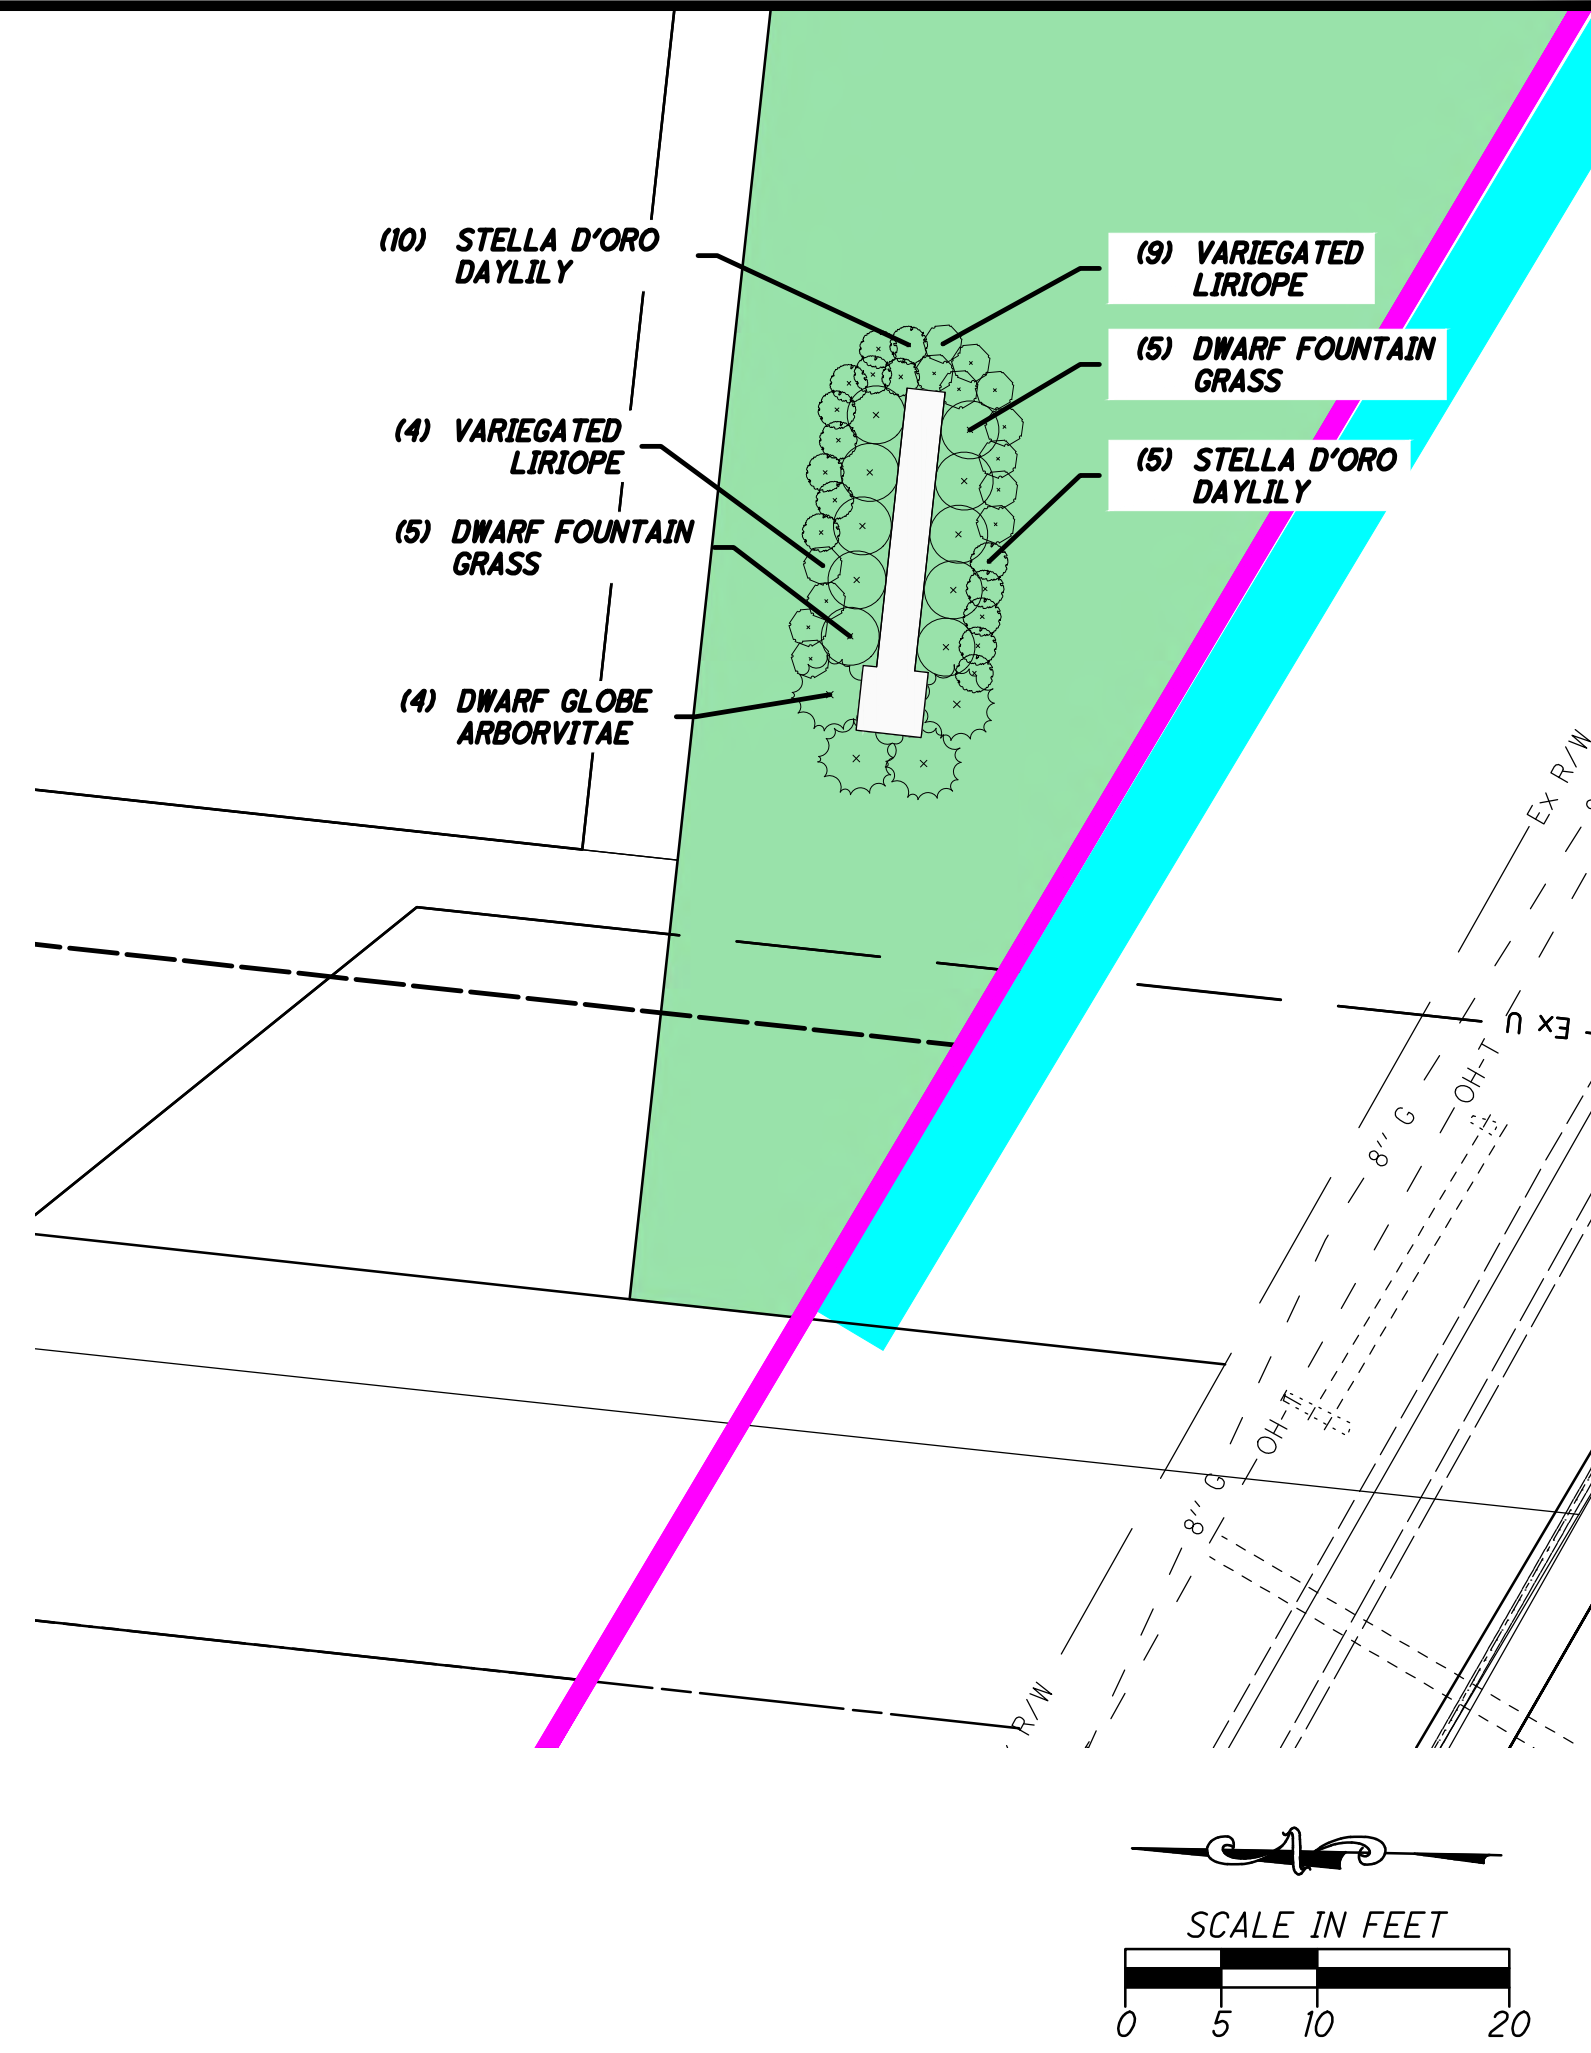 (10) STELLA D'ORO
DAYLILY
(9) VARIEGATED
LIRIOPE
(5) DWARF FOUNTAIN
GRASS
(4) VARIEGATED
LIRIOPE
(5) STELLA D'ORO
DAYLILY
(5) DWARF FOUNTAIN
GRASS
(4) DWARF GLOBE
ARBORVITAE
Ex R/W
Ex U
OH-T
8" G
OH-T
8" G
R/W
N
SCALE IN FEET
0 5 10 20